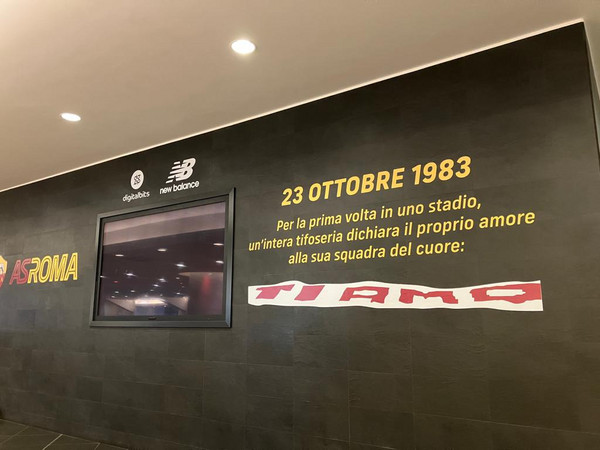 digitalbits
NB
new balance
ASROMA
23 OTTOBRE 1983
Per la prima volta in uno stadio,
un'intera tifoseria dichiara il proprio amore
alla sua squadra del cuore:
TI AMO